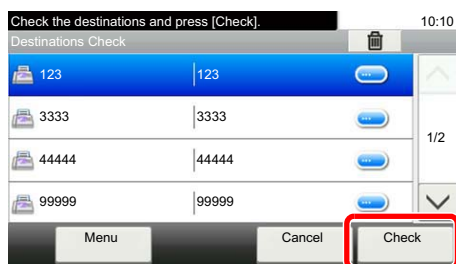 Check the destinations and press [Check].
10:10
Destinations Check
123 123
3333 3333
1/2
44444 44444
99999 99999
Menu Cancel Check